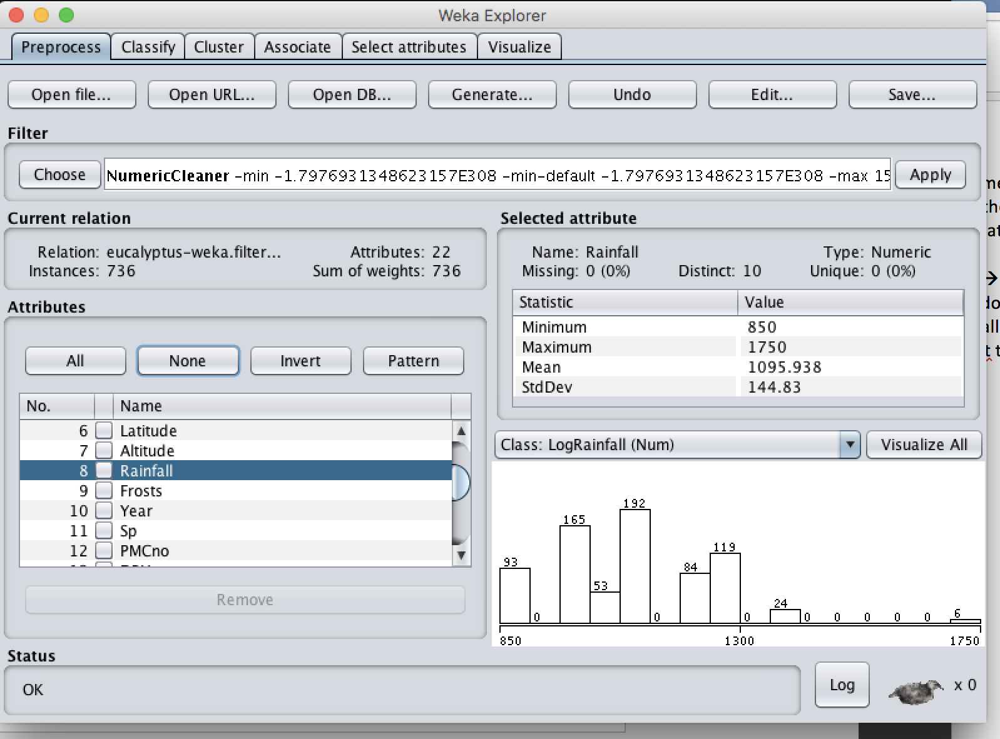 Weka Explorer
Preprocess Classify Cluster Associate Select attributes Visualize
Open file... Open URL... Open DB... Generate... Undo Edit... Save...
Filter
Choose NumericCleaner -min -1.7976931348623157E308 -min-default -1.7976931348623157E308 -max 15 Apply
Current relation
Relation: eucalyptus-weka.filter... Attributes: 22
Instances: 736 Sum of weights: 736
Attributes
All None Invert Pattern
No. Name
6 Latitude
7 Altitude
8 Rainfall
9 Frosts
10 Year
11 Sp
12 PMCno
Remove
Selected attribute
Name: Rainfall Type: Numeric
Missing: 0 (0%) Distinct: 10 Unique: 0 (0%)
Statistic Value
Minimum 850
Maximum 1750
Mean 1095.938
StdDev 144.83
Class: LogRainfall (Num) Visualize All
93 0 165 53 192 0 84 119 0 24 0 0 0 0 0 6
850 1300 1750
Status
OK
Log x 0